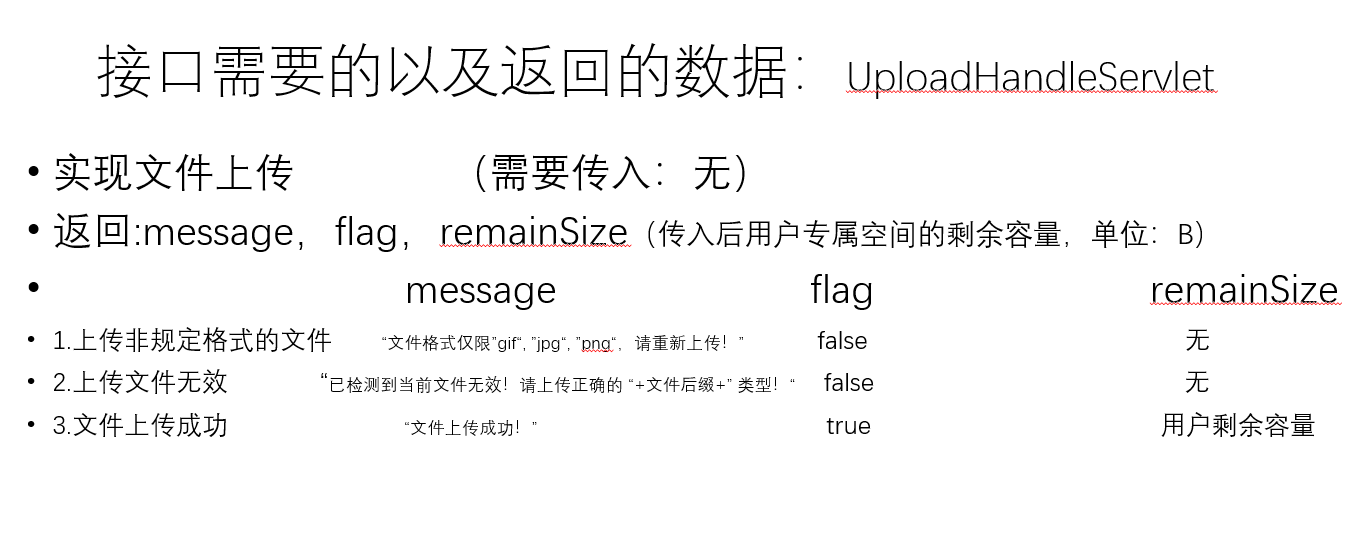 接口需要的以及返回的数据：UploadHandleServlet
• 实现文件上传 （需要传入：无）
• 返回:message，flag，remainSize（传入后用户专属空间的剩余容量，单位：B）
• message flag remainSize
• 1.上传非规定格式的文件 “文件格式仅限”gif“, ”jpg“, ”png“，请重新上传！” false 无
• 2.上传文件无效 “已检测到当前文件无效！请上传正确的 “+文件后缀+” 类型！“ false 无
• 3.文件上传成功 “文件上传成功！” true 用户剩余容量